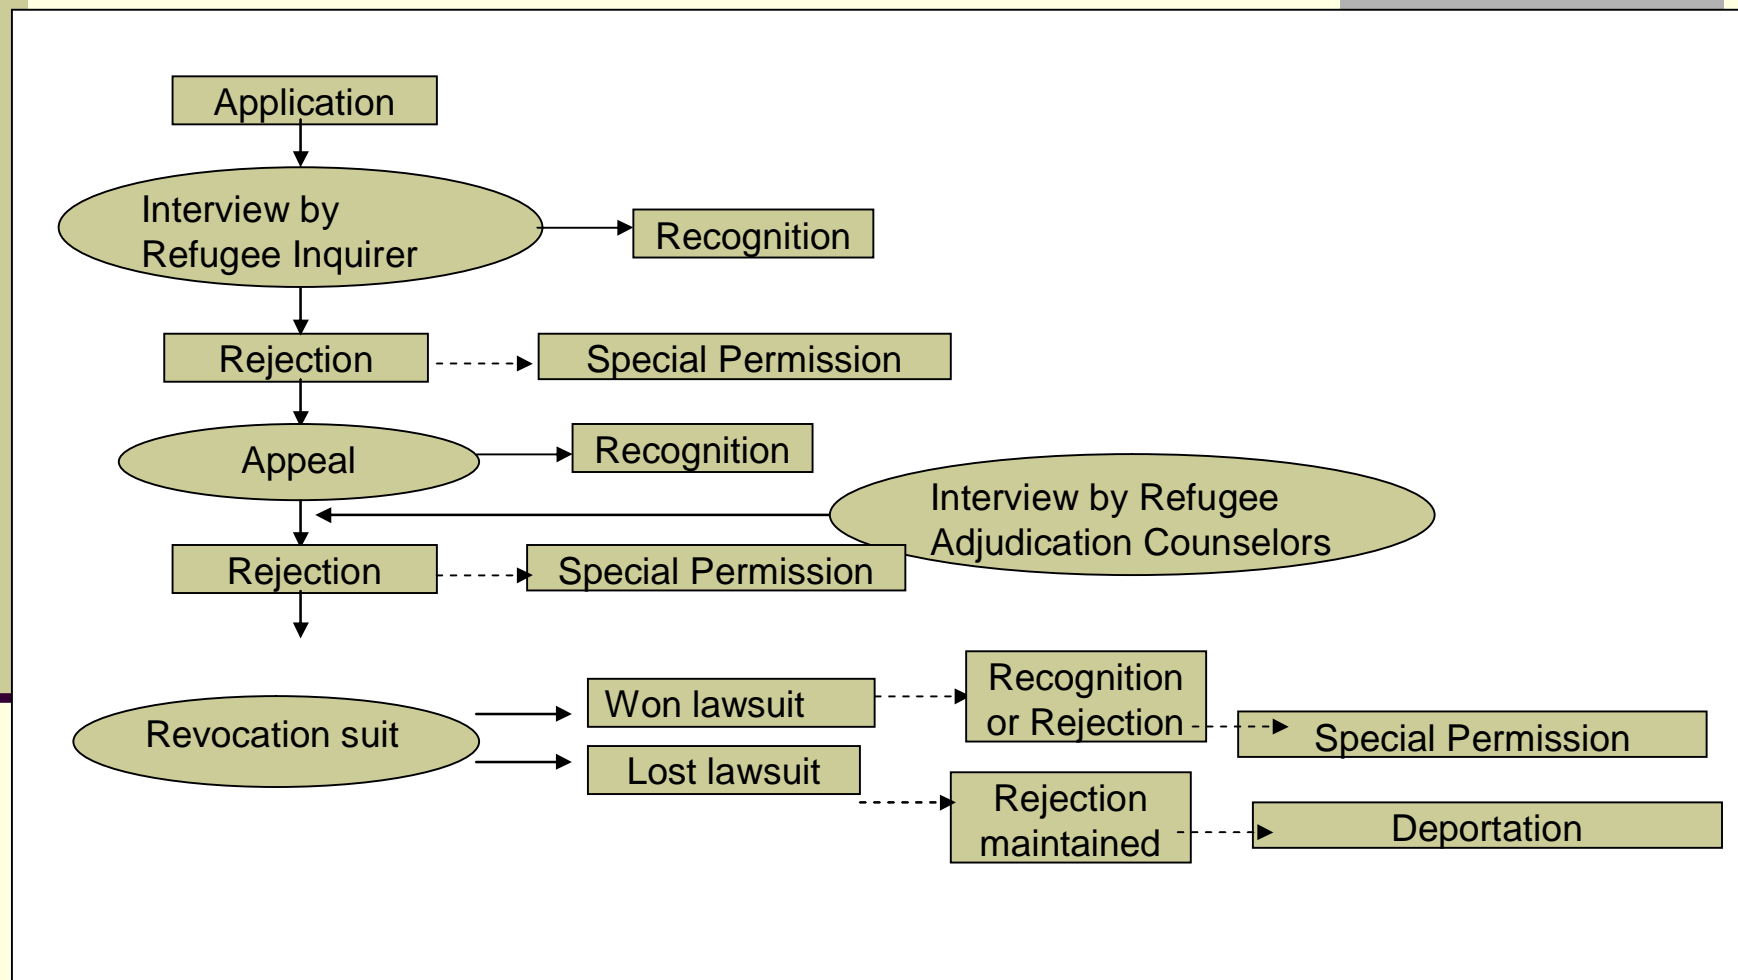 Application
Interview by
Refugee Inquirer
Recognition
Rejection
Special Permission
Appeal
Recognition
Interview by Refugee
Adjudication Counselors
Rejection
Special Permission
Revocation suit
Won lawsuit
Recognition
or Rejection
Special Permission
Lost lawsuit
Rejection
maintained
Deportation